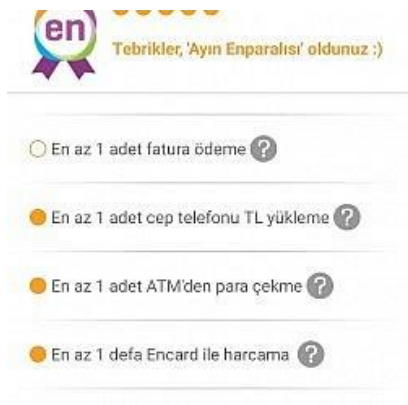 en
Tebrikler, 'Ayın Enparalısı' oldunuz :)
En az 1 adet fatura ödeme ?
En az 1 adet cep telefonu TL yükleme ?
En az 1 adet ATM'den para çekme ?
En az 1 defa Encard ile harcama ?